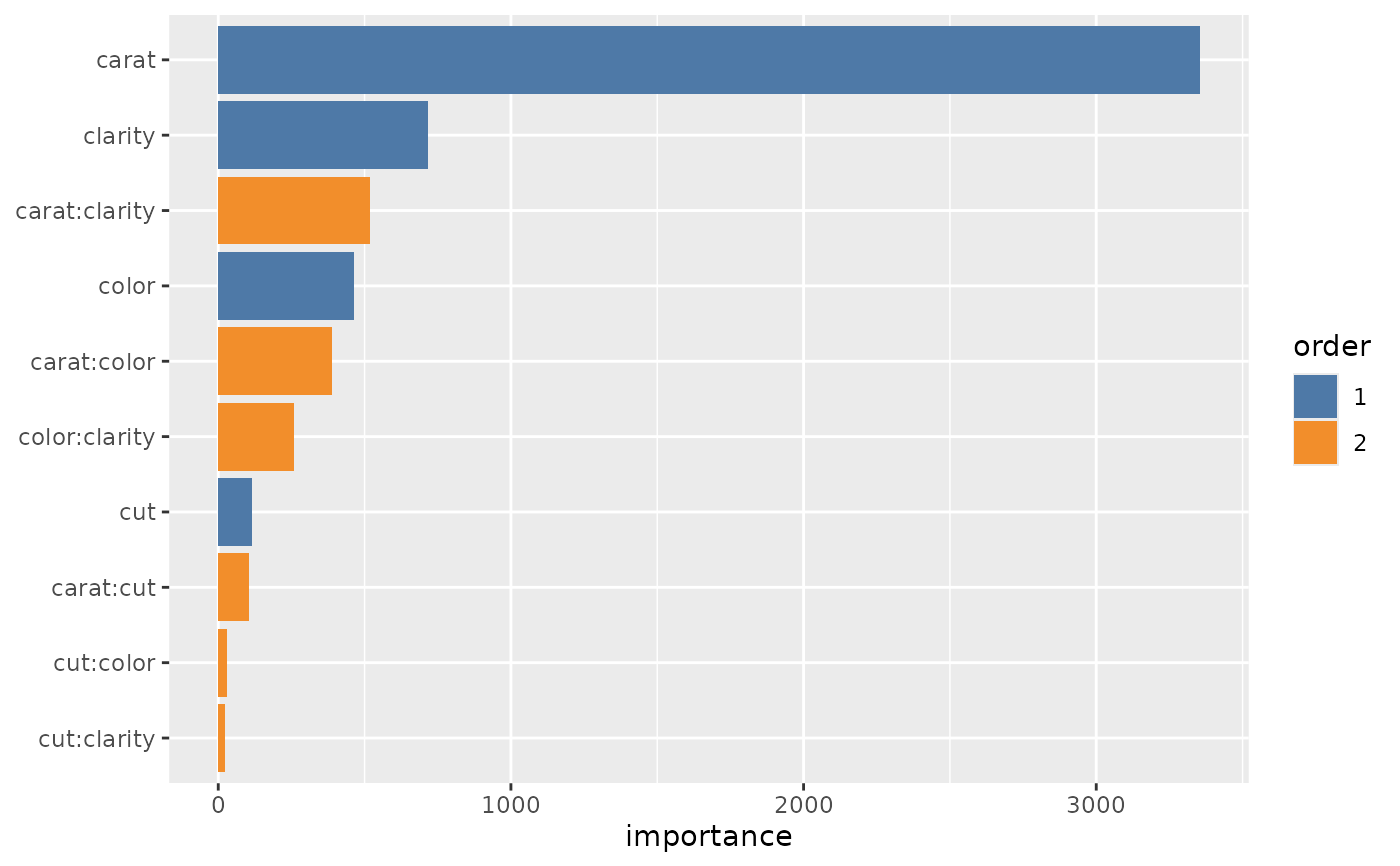 carat
clarity
carat:clarity
color
carat:color
color:clarity
cut
carat:cut
cut:color
cut:clarity
0 1000 2000 3000
importance
order
1
2